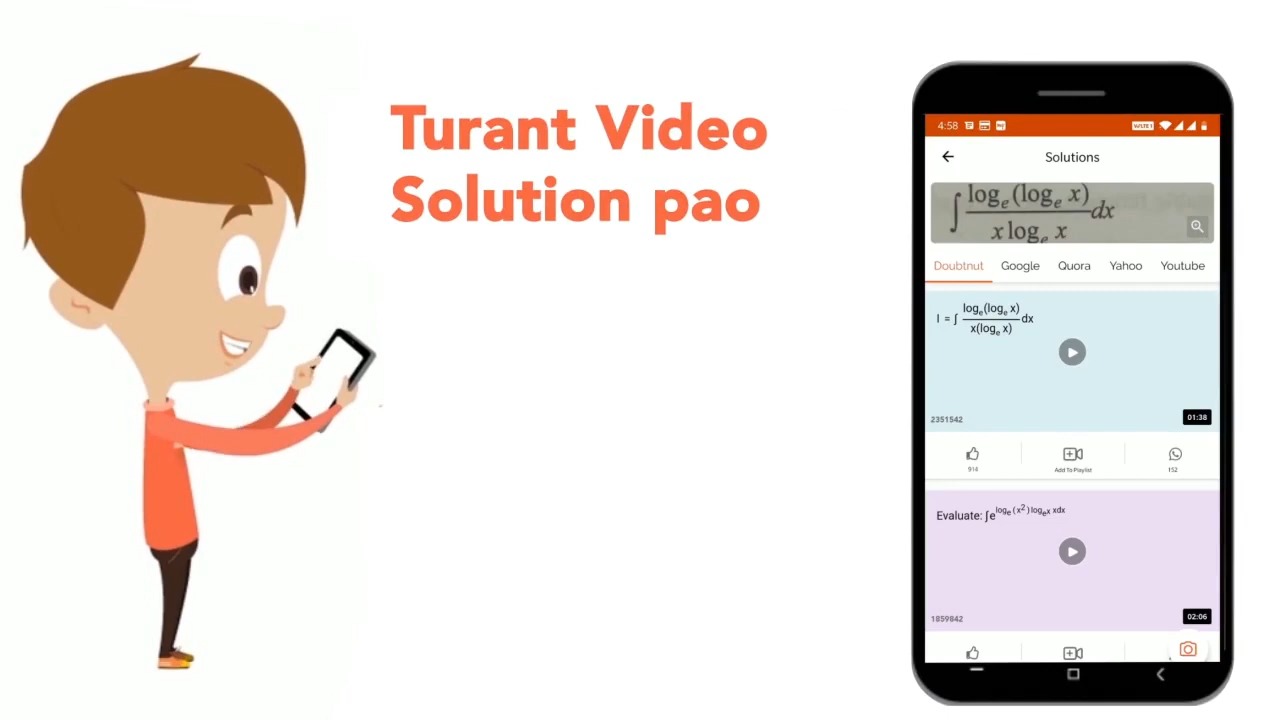 Turant Video
Solution pao
4:58
VoLTE1
Solutions
∫ logₑ(logₑ x) / x logₑ x dx
Doubtnut Google Quora Yahoo Youtube
I = ∫ logₑ(logₑ x) / x(logₑ x) dx
2351542 01:38
914 Add To Playlist 152
Evaluate: ∫e^logₑ(x²)logₑx xdx
1859842 02:06